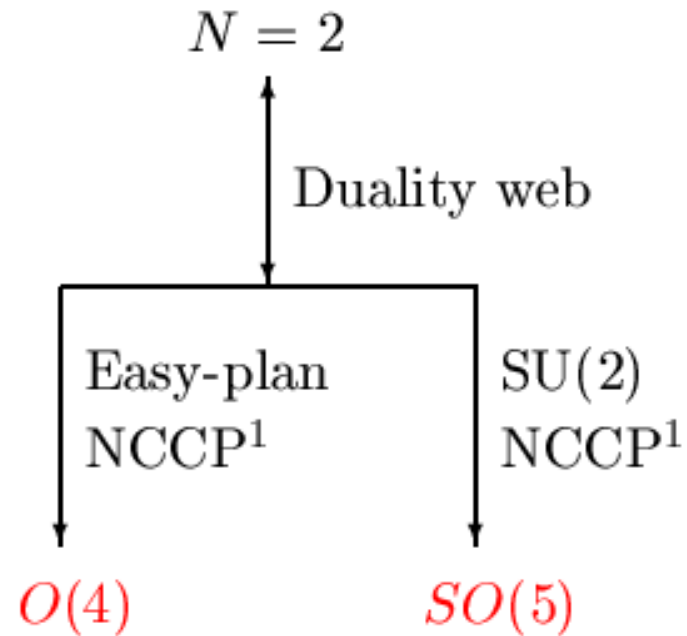 N = 2
Duality web
Easy-plan
NCCP¹
SU(2)
NCCP¹
O(4)
SO(5)